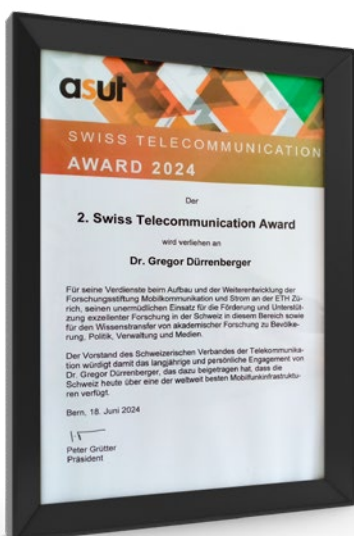 asut
SWISS TELECOMMUNICATION
AWARD 2024
Der
2. Swiss Telecommunication Award
wird verliehen an
Dr. Gregor Dürrenberger
Für seine Verdienste beim Aufbau und der Weiterentwicklung der
Forschungsstiftung Mobilkommunikation und Strom an der ETH Zü-
rich, seinen unermüdlichen Einsatz für die Förderung und Unterstüt-
zung exzellenter Forschung in der Schweiz in diesem Bereich sowie
für den Wissenstransfer von akademischer Forschung zu Bevölke-
rung, Politik, Verwaltung und Medien.
Der Vorstand des Schweizerischen Verbandes der Telekommunika-
tion würdigt damit das langjährige und persönliche Engagement von
Dr. Gregor Dürrenberger, das dazu beigetragen hat, dass die
Schweiz heute über eine der weltweit besten Mobilfunkinfrastruktu-
ren verfügt.
Bern, 18. Juni 2024
Peter Grütter
Präsident